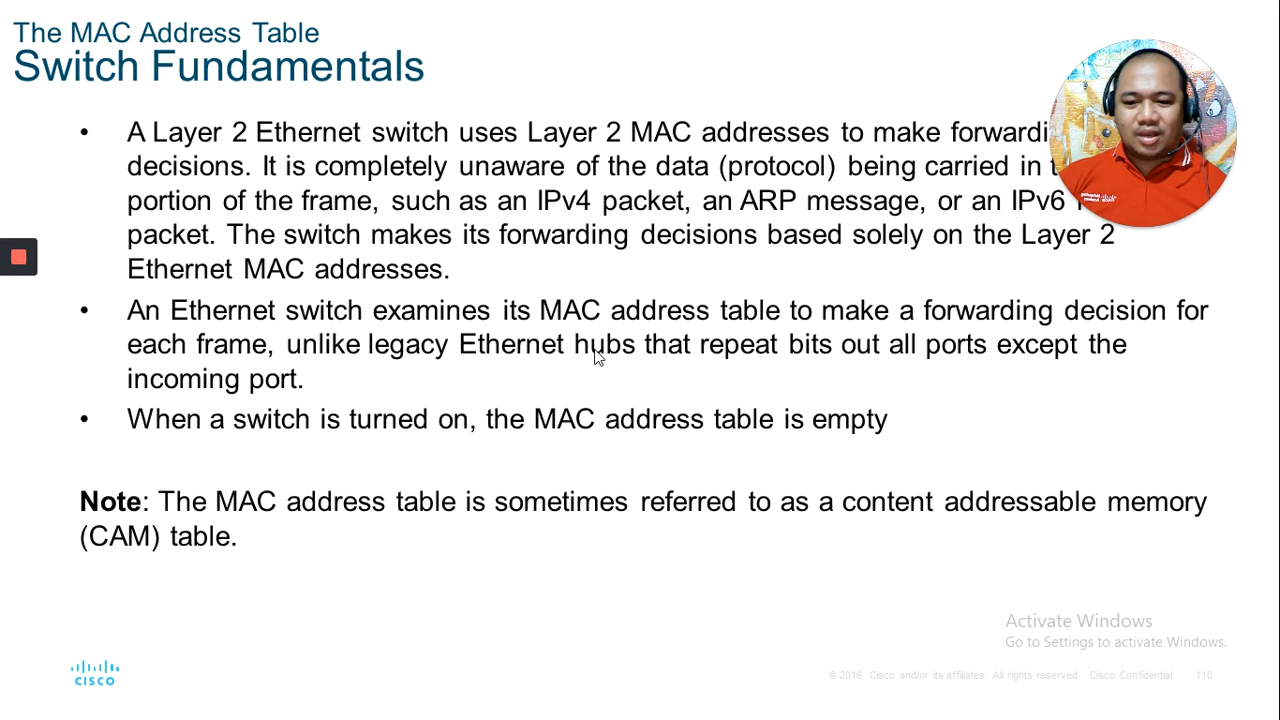 The MAC Address Table
Switch Fundamentals
• A Layer 2 Ethernet switch uses Layer 2 MAC addresses to make
decisions. It is completely unaware of the data (protocol) being carried in
portion of the frame, such as an IPv4 packet, an ARP message, or an IPv6
packet. The switch makes its forwarding decisions based solely on the Layer 2
Ethernet MAC addresses.
• An Ethernet switch examines its MAC address table to make a forwarding decision for
each frame, unlike legacy Ethernet hubs that repeat bits out all ports except the
incoming port.
• When a switch is turned on, the MAC address table is empty
Note: The MAC address table is sometimes referred to as a content addressable memory
(CAM) table.
Activate Windows
Go to Settings to activate Windows.
CISCO
© 2016 Cisco and/or its affiliates. All rights reserved. Cisco Confidential 110